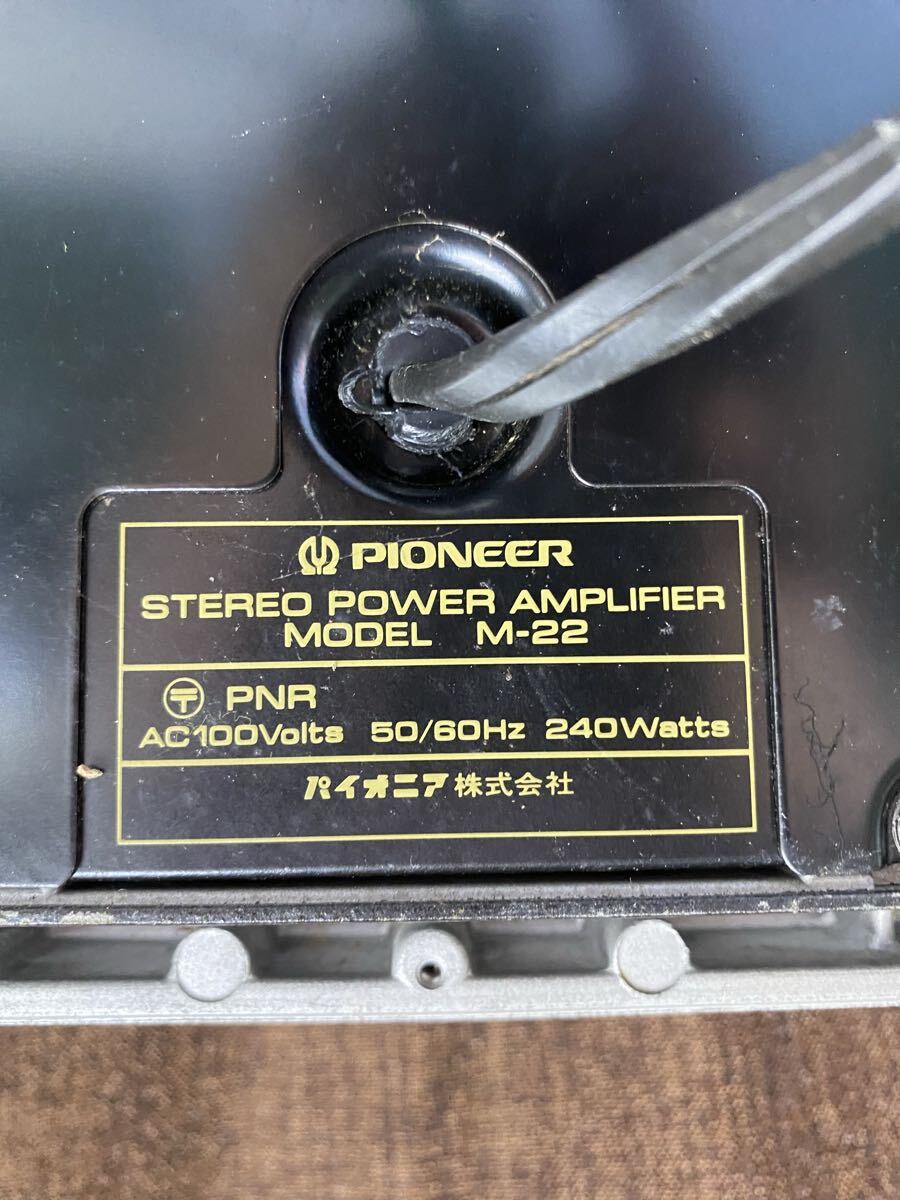 PIONEER
STEREO POWER AMPLIFIER
MODEL M-22
〶 PNR
AC100Volts 50/60Hz 240Watts
パイオニア株式会社